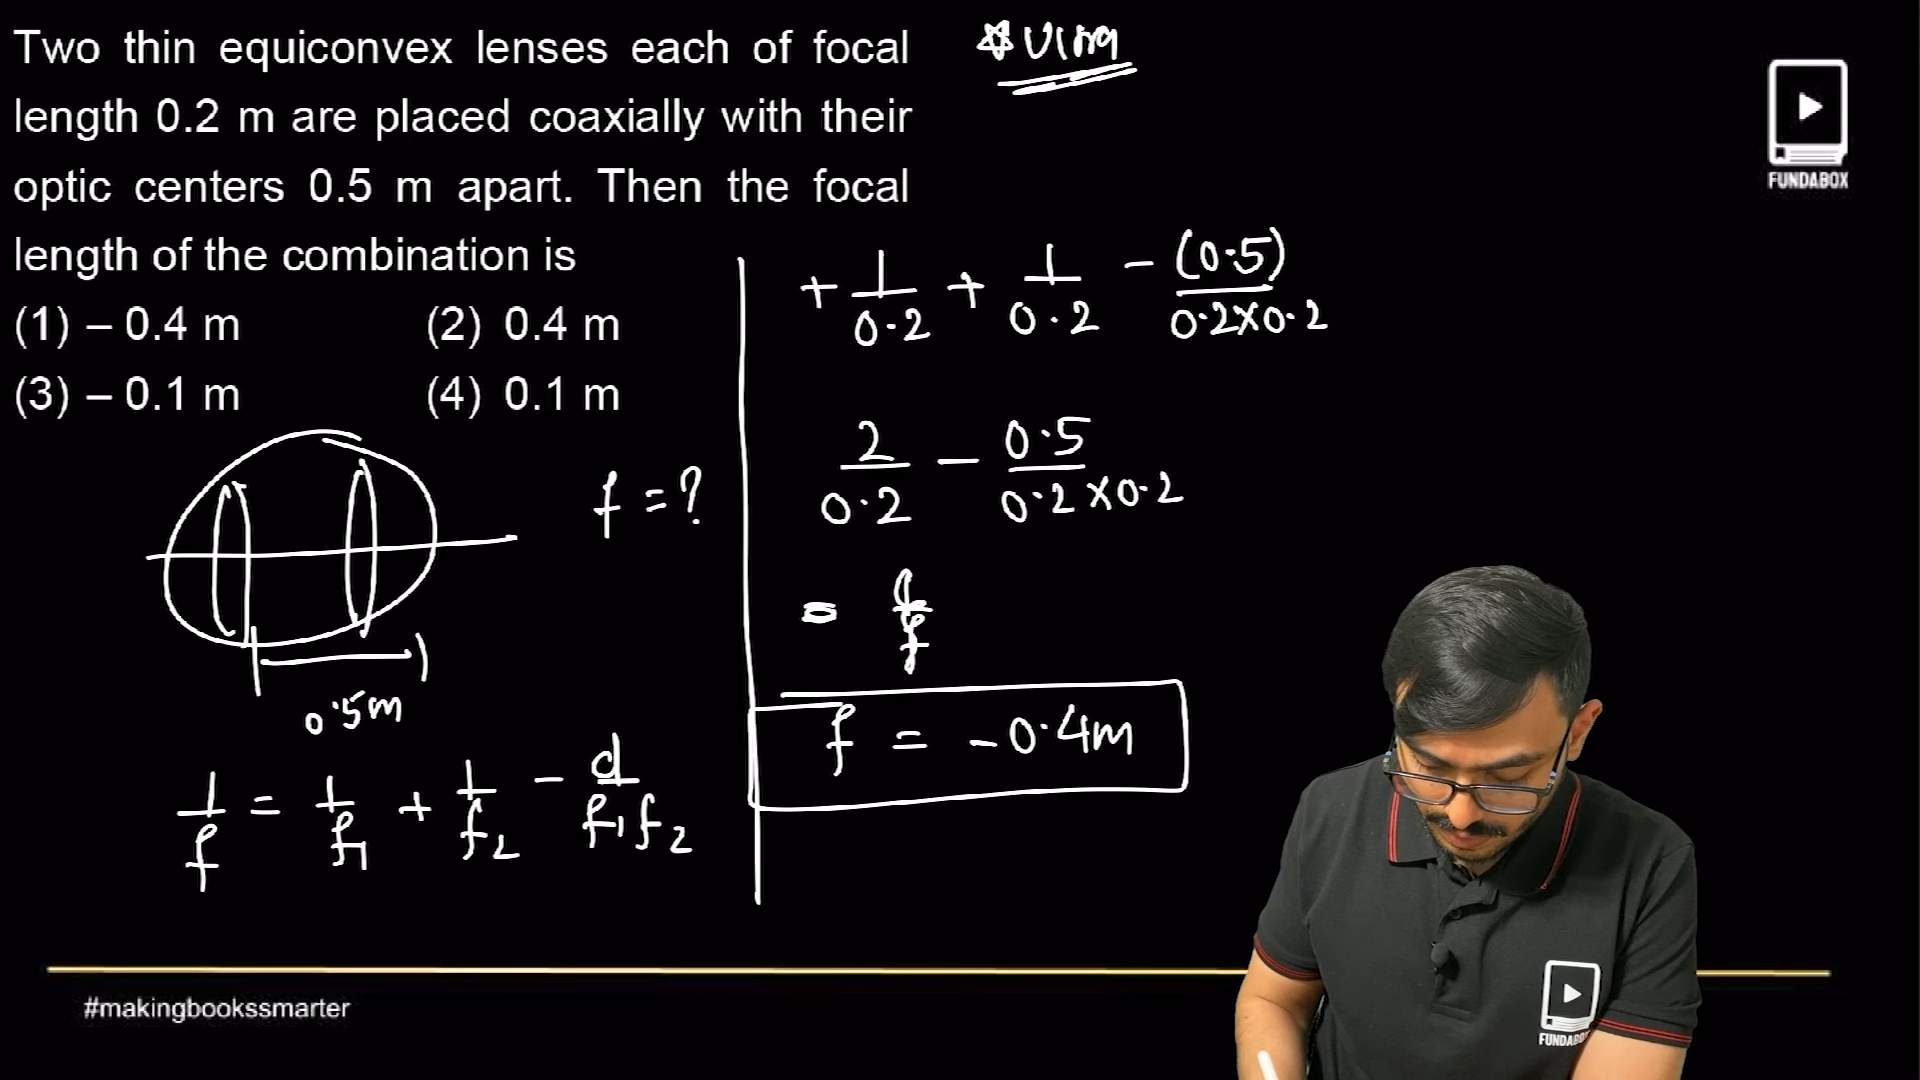 Two thin equiconvex lenses each of focal
length 0.2 m are placed coaxially with their
optic centers 0.5 m apart. Then the focal
length of the combination is
(1) – 0.4 m (2) 0.4 m
(3) – 0.1 m (4) 0.1 m
f = ?
0.5m
1/f = 1/f1 + 1/f2 - d/f1f2
+ 1/0.2 + 1/0.2 - (0.5)/0.2×0.2
2/0.2 - 0.5/0.2×0.2
= 1/f
f = -0.4m
FUNDABOX
#makingbookssmarter